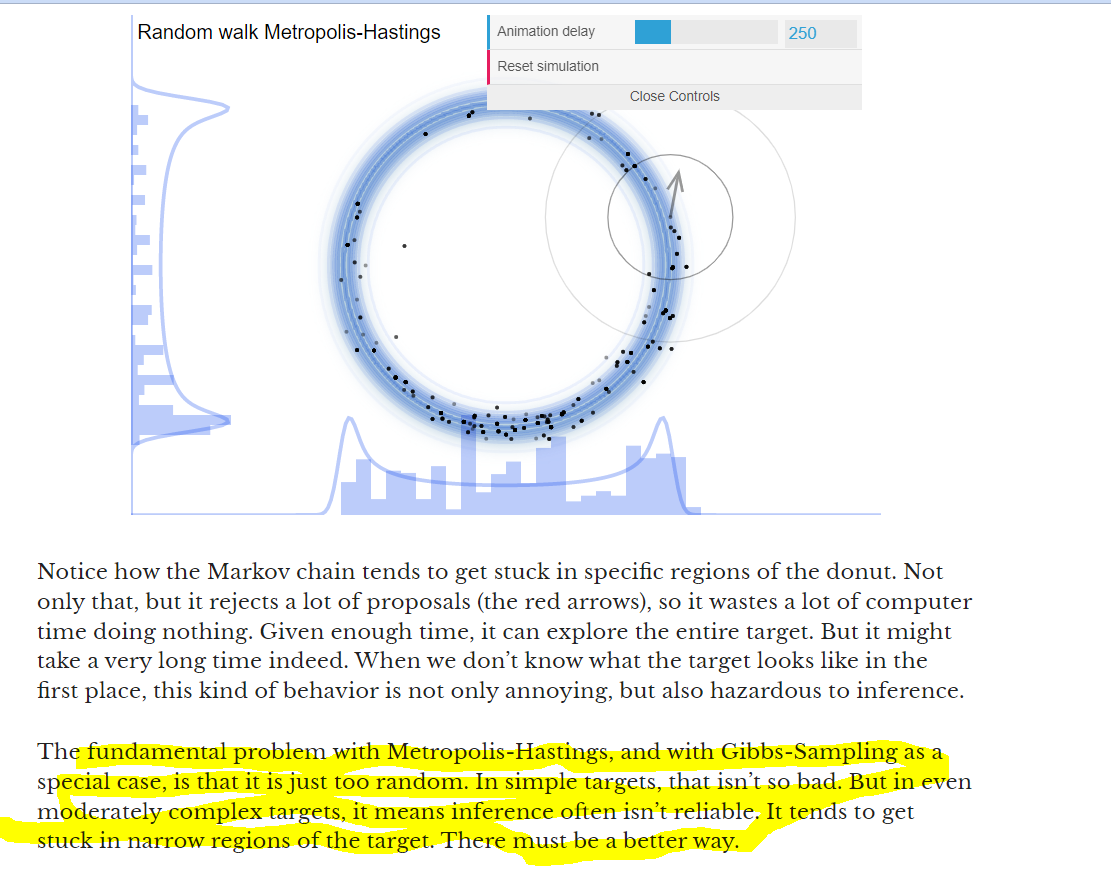 Random walk Metropolis-Hastings
Animation delay
250
Reset simulation
Close Controls
Notice how the Markov chain tends to get stuck in specific regions of the donut. Not
only that, but it rejects a lot of proposals (the red arrows), so it wastes a lot of computer
time doing nothing. Given enough time, it can explore the entire target. But it might
take a very long time indeed. When we don’t know what the target looks like in the
first place, this kind of behavior is not only annoying, but also hazardous to inference.
The fundamental problem with Metropolis-Hastings, and with Gibbs-Sampling as a
special case, is that it is just too random. In simple targets, that isn’t so bad. But in even
moderately complex targets, it means inference often isn’t reliable. It tends to get
stuck in narrow regions of the target. There must be a better way.